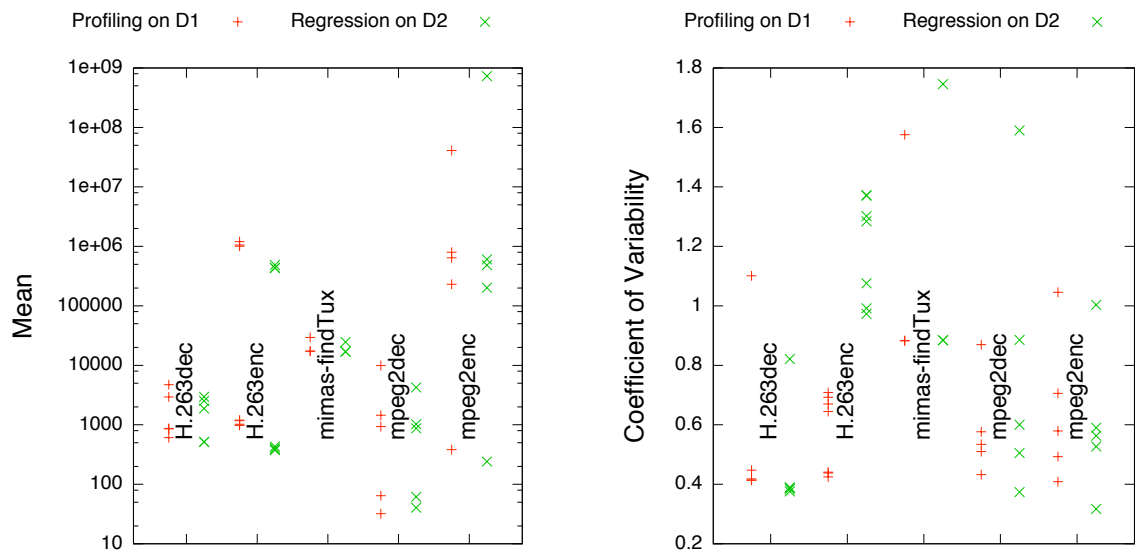 Profiling on D1
Regression on D2
Mean
1e+09
1e+08
1e+07
1e+06
100000
10000
1000
100
10
H.263dec
H.263enc
mimas-findTux
mpeg2dec
mpeg2enc
Profiling on D1
Regression on D2
Coefficient of Variability
1.8
1.6
1.4
1.2
1
0.8
0.6
0.4
0.2
H.263dec
H.263enc
mimas-findTux
mpeg2dec
mpeg2enc